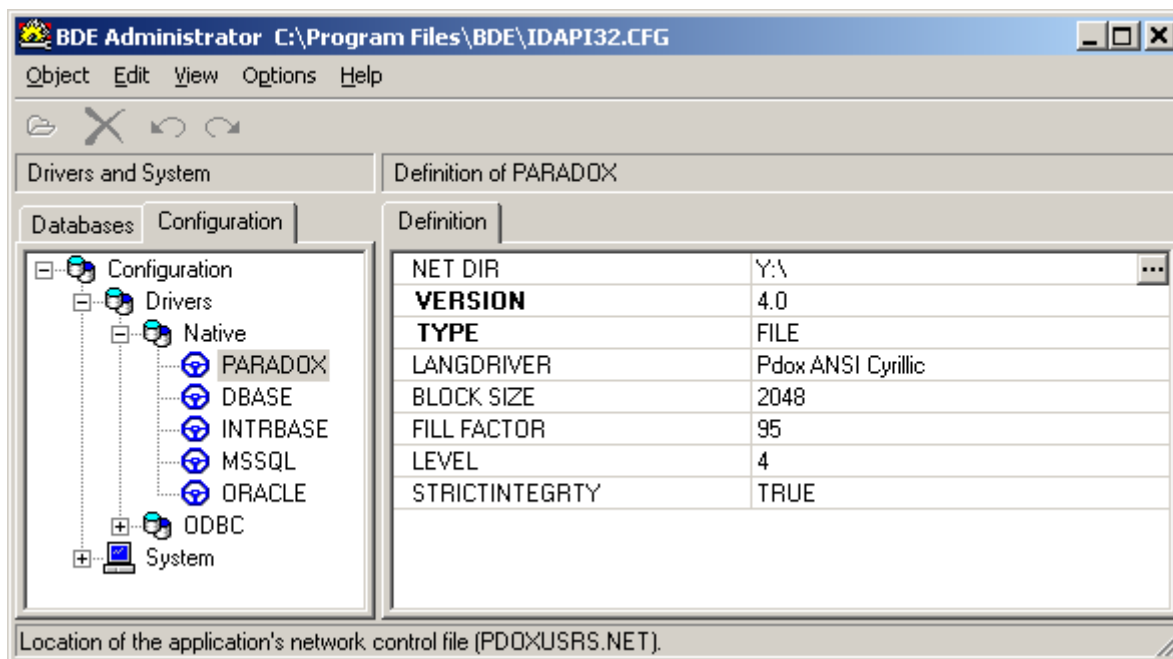 BDE Administrator C:\Program Files\BDE\IDAPI32.CFG
Object Edit View Options Help
Drivers and System
Definition of PARADOX
Databases Configuration
Definition
Configuration
Drivers
Native
PARADOX
DBASE
INTRBASE
MSSQL
ORACLE
ODBC
System
NET DIR Y:\
VERSION 4.0
TYPE FILE
LANGDRIVER Pdox ANSI Cyrillic
BLOCK SIZE 2048
FILL FACTOR 95
LEVEL 4
STRICTINTEGRTY TRUE
Location of the application's network control file (PDOXUSRS.NET).